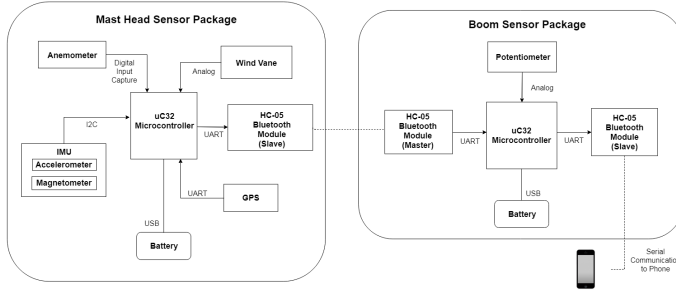 Mast Head Sensor Package
Anemometer
Digital
Input
Capture
Analog
Wind Vane
uC32
Microcontroller
I2C
IMU
Accelerometer
Magnetometer
UART
HC-05
Bluetooth
Module
(Slave)
UART
GPS
USB
Battery
Boom Sensor Package
Potentiometer
Analog
HC-05
Bluetooth
Module
(Master)
UART
uC32
Microcontroller
UART
HC-05
Bluetooth
Module
(Slave)
USB
Battery
Serial
Communicatio
to Phone